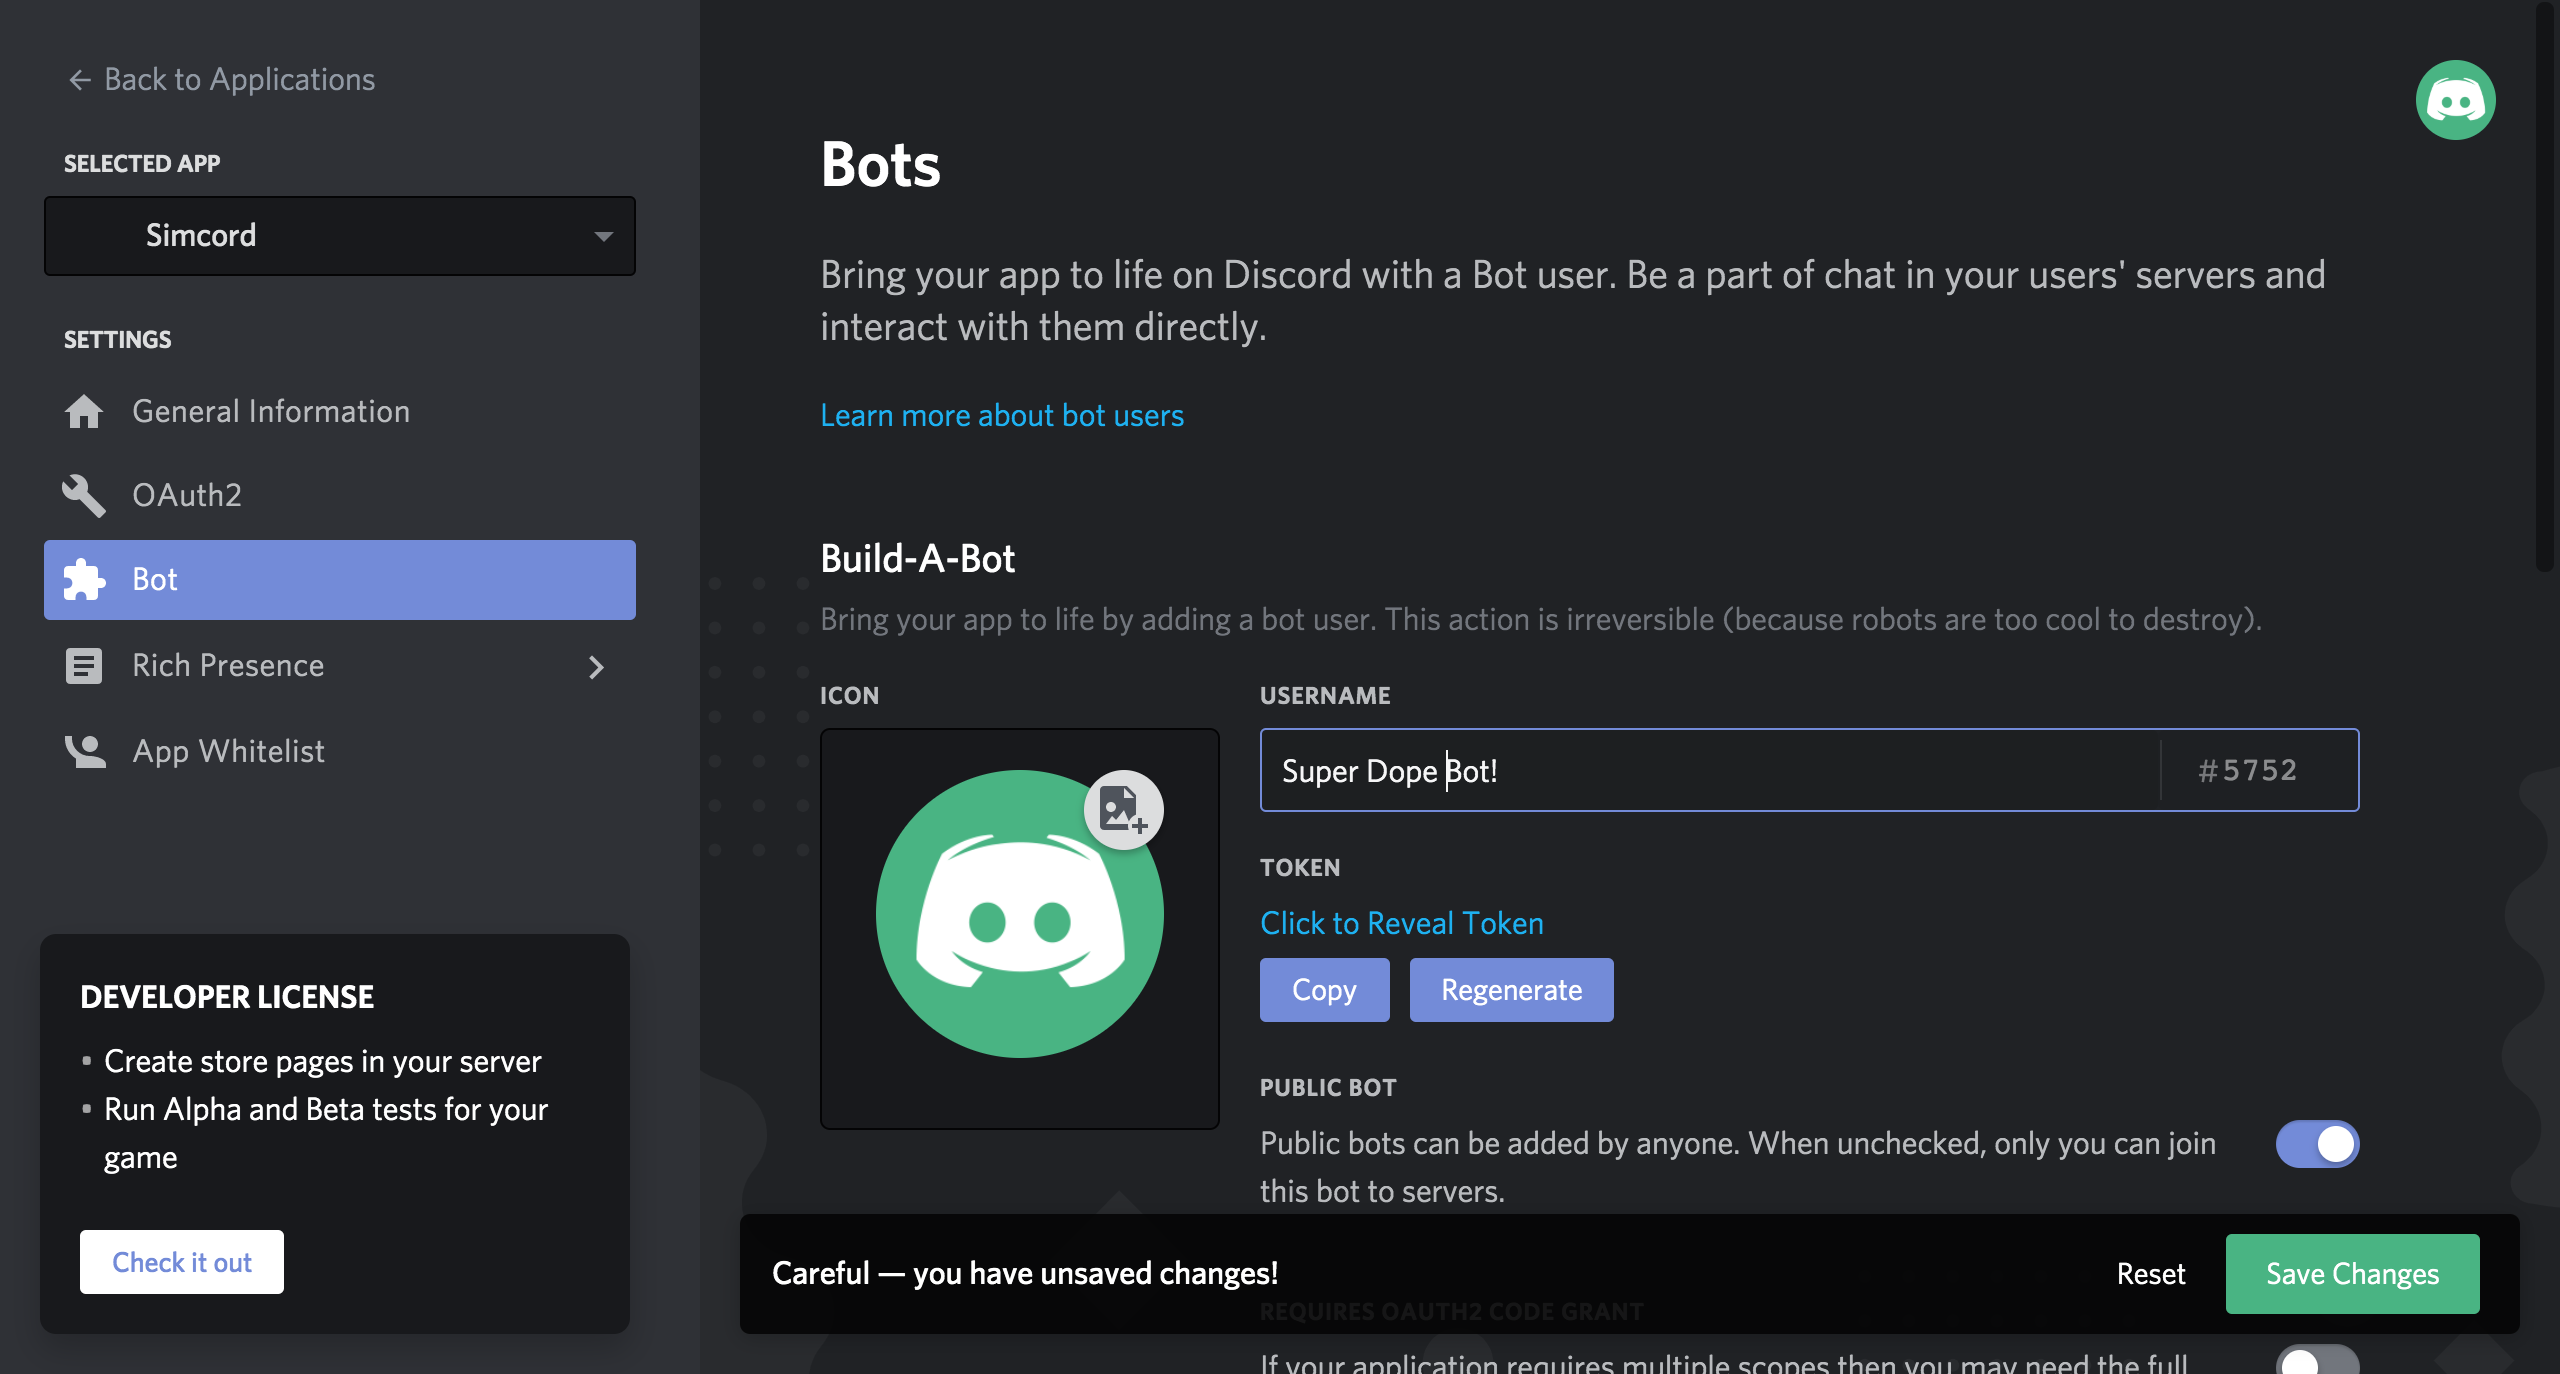 ← Back to Applications
SELECTED APP
Simcord
SETTINGS
General Information
OAuth2
Bot
Rich Presence
App Whitelist
DEVELOPER LICENSE
Create store pages in your server
Run Alpha and Beta tests for your
game
Check it out
Bots
Bring your app to life on Discord with a Bot user. Be a part of chat in your users' servers and
interact with them directly.
Learn more about bot users
Build-A-Bot
Bring your app to life by adding a bot user. This action is irreversible (because robots are too cool to destroy).
ICON
USERNAME
Super Dope Bot!
#5752
TOKEN
Click to Reveal Token
Copy
Regenerate
PUBLIC BOT
Public bots can be added by anyone. When unchecked, only you can join
this bot to servers.
Careful — you have unsaved changes!
Reset
Save Changes
REQUIRES OAUTH2 CODE GRANT
If your application requires multiple scopes then you may need the full